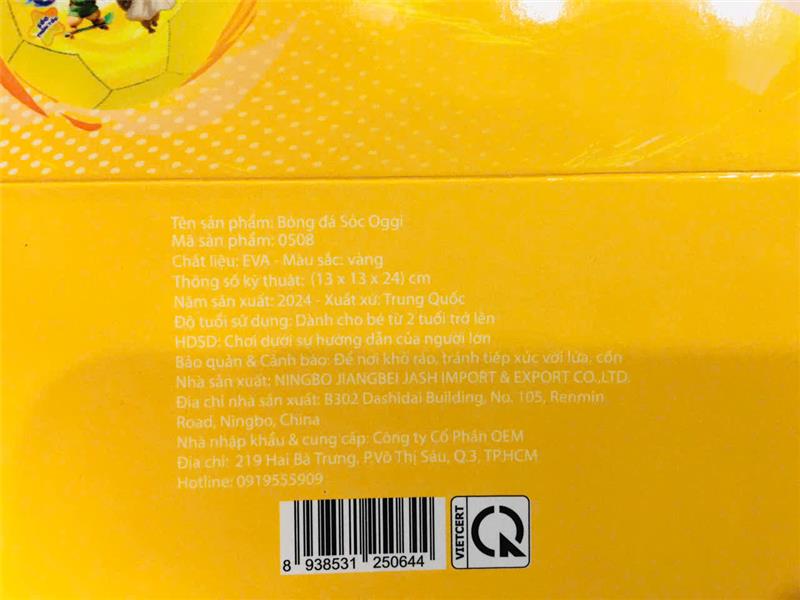 Tên sản phẩm: Bóng đá Sóc Oggi
Mã sản phẩm: 0508
Chất liệu: EVA - Màu sắc: vàng
Thông số kỹ thuật: (13 x 13 x 24) cm
Năm sản xuất: 2024 - Xuất xứ: Trung Quốc
Độ tuổi sử dụng: Dành cho bé từ 2 tuổi trở lên
HDSD: Chơi dưới sự hướng dẫn của người lớn
Bảo quản & Cảnh báo: Để nơi khô ráo, tránh tiếp xúc với lửa, cồn
Nhà sản xuất: NINGBO JIANGBEI JASH IMPORT & EXPORT CO.,LTD.
Địa chỉ nhà sản xuất: B302 Dashidai Building, No. 105, Renmin
Road, Ningbo, China
Nhà nhập khẩu & cung cấp: Công ty Cổ Phần OEM
Địa chỉ: 219 Hai Bà Trưng, P.Võ Thị Sáu, Q.3, TP.HCM
Hotline: 0919555909
8 938531 250644
VIETCERT